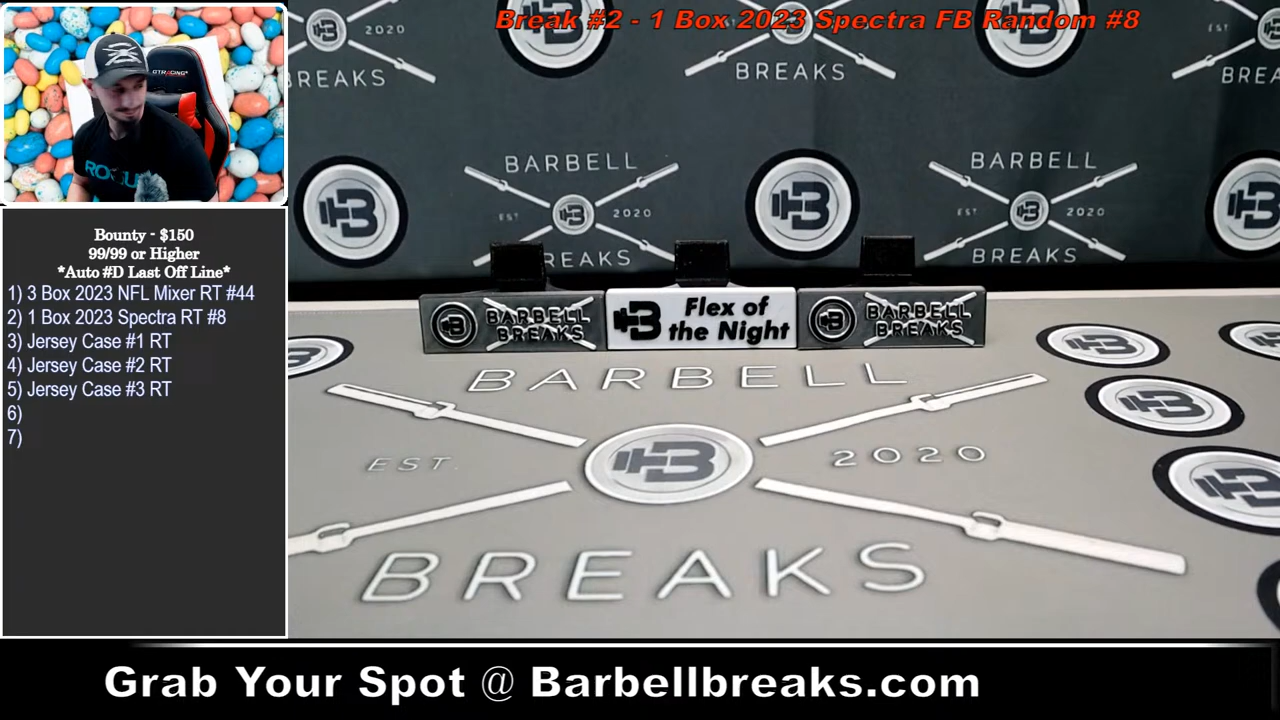 Break #2 - 1 Box 2023 Spectra FB Random #8
GTRACING
ROGUE
2020
BREAKS
BREAKS
EST
BREA
BARBELL
EST 2020
BREAKS
BARBELL
EST 2020
BREAKS
Bounty - $150
99/99 or Higher
*Auto #D Last Off Line*
1) 3 Box 2023 NFL Mixer RT #44
2) 1 Box 2023 Spectra RT #8
3) Jersey Case #1 RT
4) Jersey Case #2 RT
5) Jersey Case #3 RT
6)
7)
BARBELL
BREAKS
Flex of
the Night
BARBELL
BREAKS
BARBELL
EST. 2020
BREAKS
Grab Your Spot @ Barbellbreaks.com